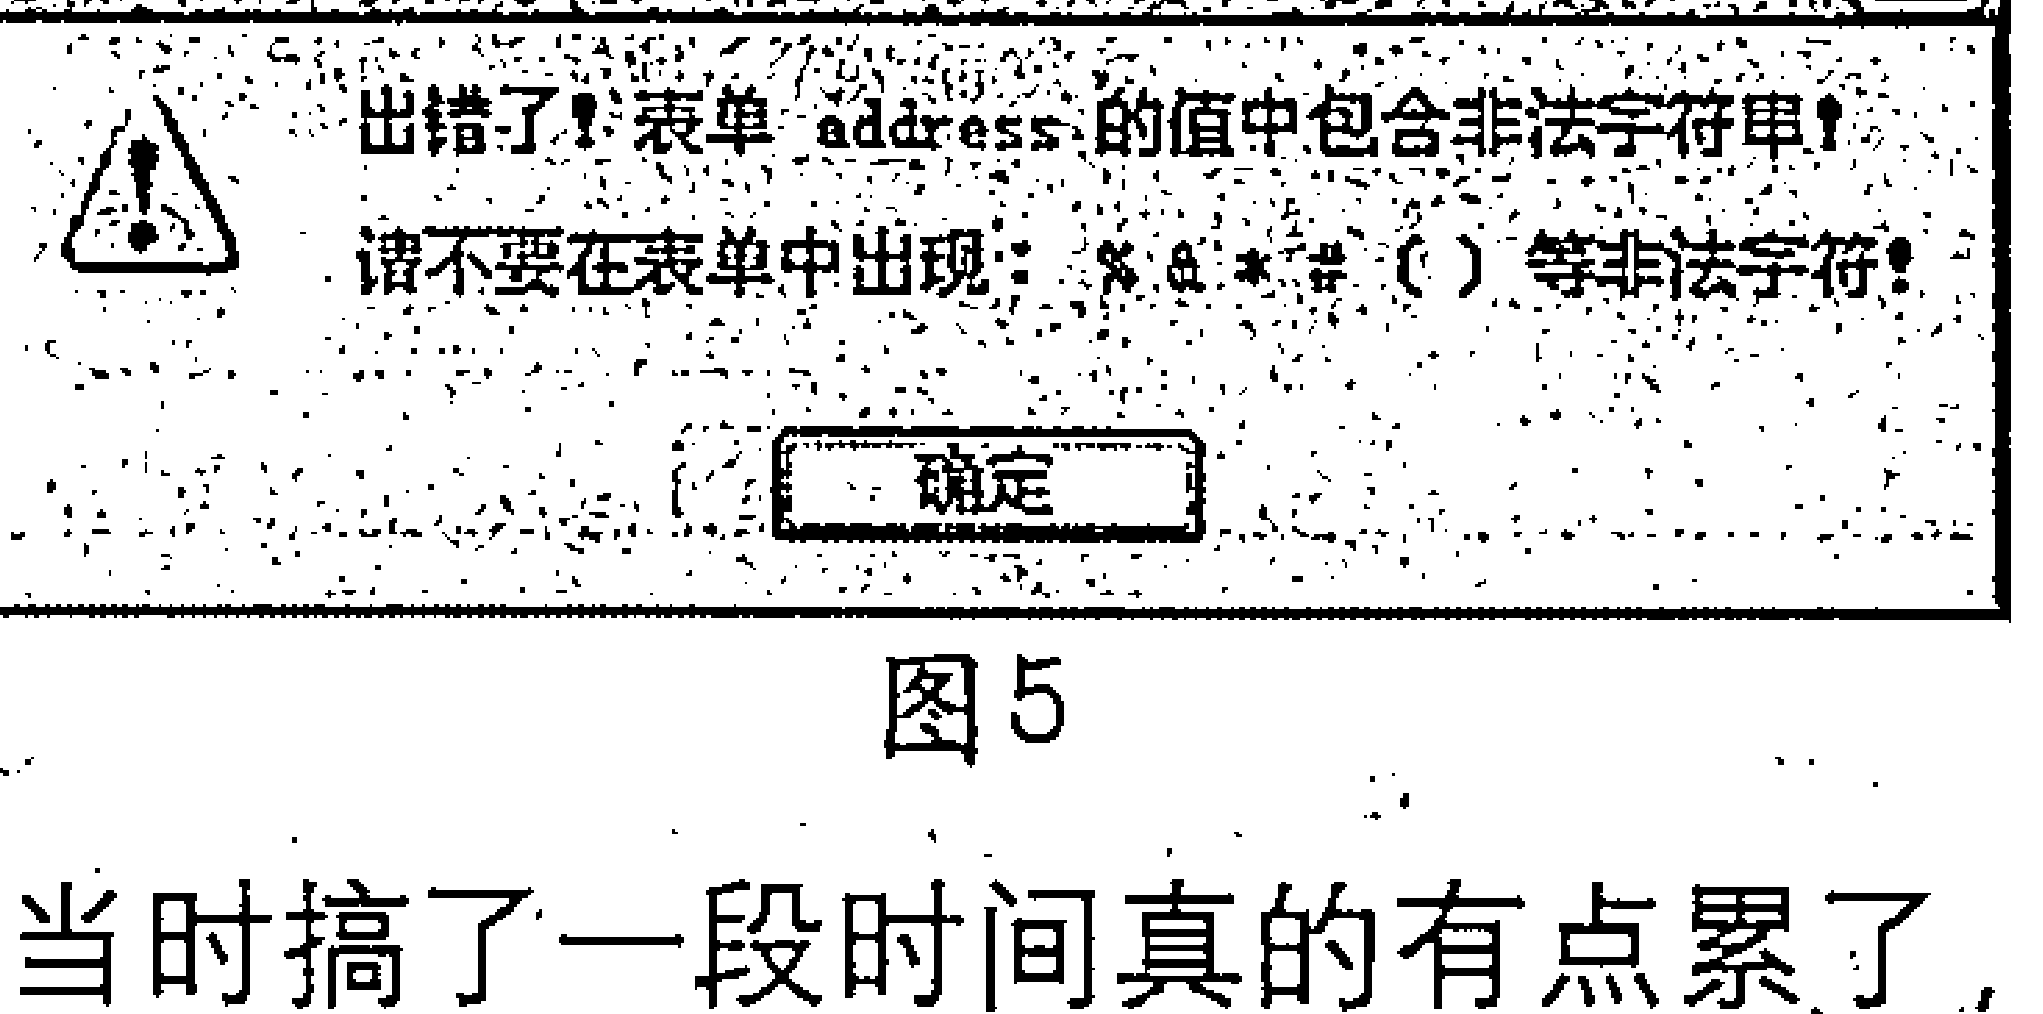 出错了！表单 address 的值中包含非法字符串！
请不要在表单中出现：% @ * # ( ) 等非法字符！
确定
图5
当时搞了一段时间真的有点累了，